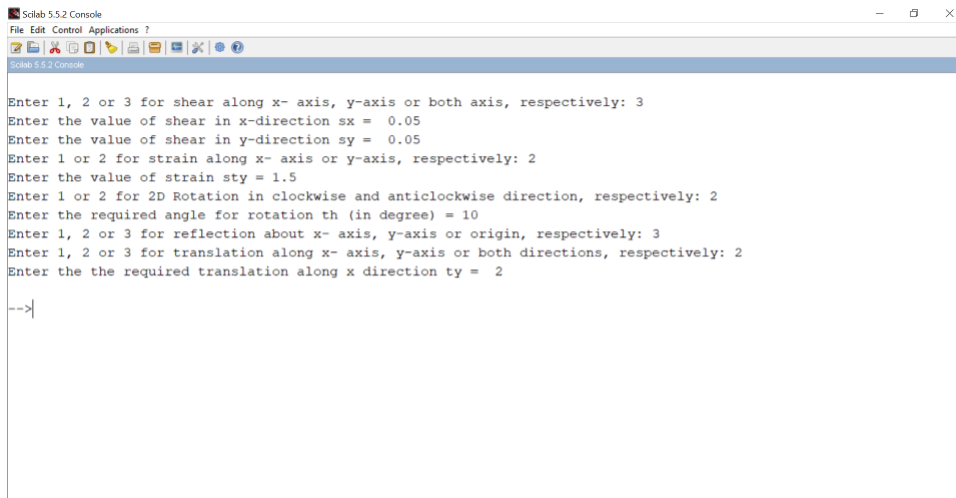 Scilab 5.5.2 Console
File Edit Control Applications ?
Scilab 5.5.2 Console
Enter 1, 2 or 3 for shear along x- axis, y-axis or both axis, respectively: 3
Enter the value of shear in x-direction sx = 0.05
Enter the value of shear in y-direction sy = 0.05
Enter 1 or 2 for strain along x- axis or y-axis, respectively: 2
Enter the value of strain sty = 1.5
Enter 1 or 2 for 2D Rotation in clockwise and anticlockwise direction, respectively: 2
Enter the required angle for rotation th (in degree) = 10
Enter 1, 2 or 3 for reflection about x- axis, y-axis or origin, respectively: 3
Enter 1, 2 or 3 for translation along x- axis, y-axis or both directions, respectively: 2
Enter the the required translation along x direction ty = 2
-->